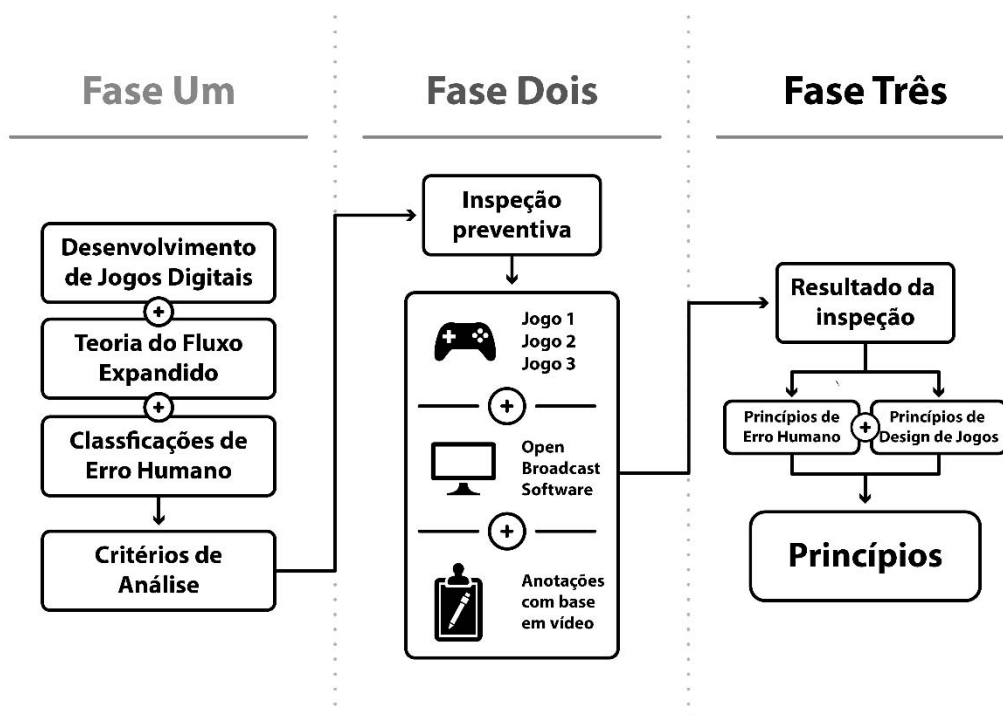 Fase Um
Desenvolvimento
de Jogos Digitais
+
Teoria do Fluxo
Expandido
+
Classficações de
Erro Humano
Critérios de
Análise
Fase Dois
Inspeção
preventiva
Jogo 1
Jogo 2
Jogo 3
+
Open
Broadcast
Software
+
Anotações
com base
em vídeo
Fase Três
Resultado da
inspeção
Princípios de
Erro Humano
+
Princípios de
Design de Jogos
Princípios